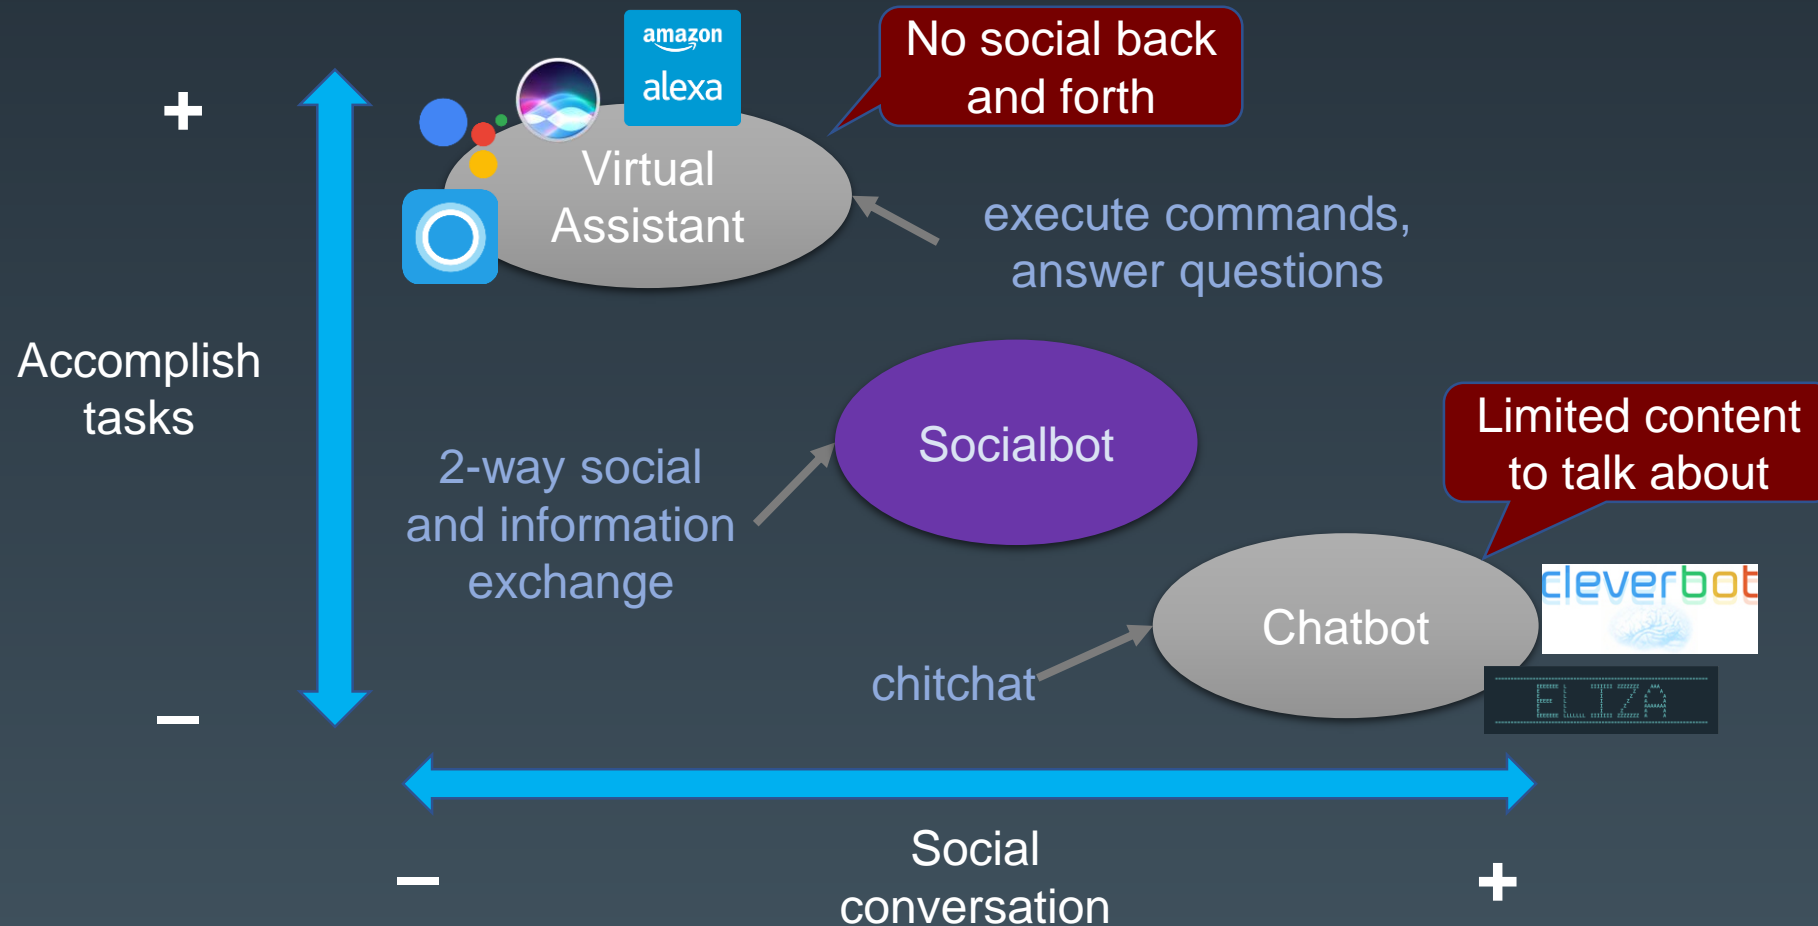 amazon
alexa
No social back
and forth
+
Virtual
Assistant
execute commands,
answer questions
Accomplish
tasks
Socialbot
2-way social
and information
exchange
Limited content
to talk about
cleverbot
Chatbot
chitchat
ELIZA
–
Social
conversation
–
+